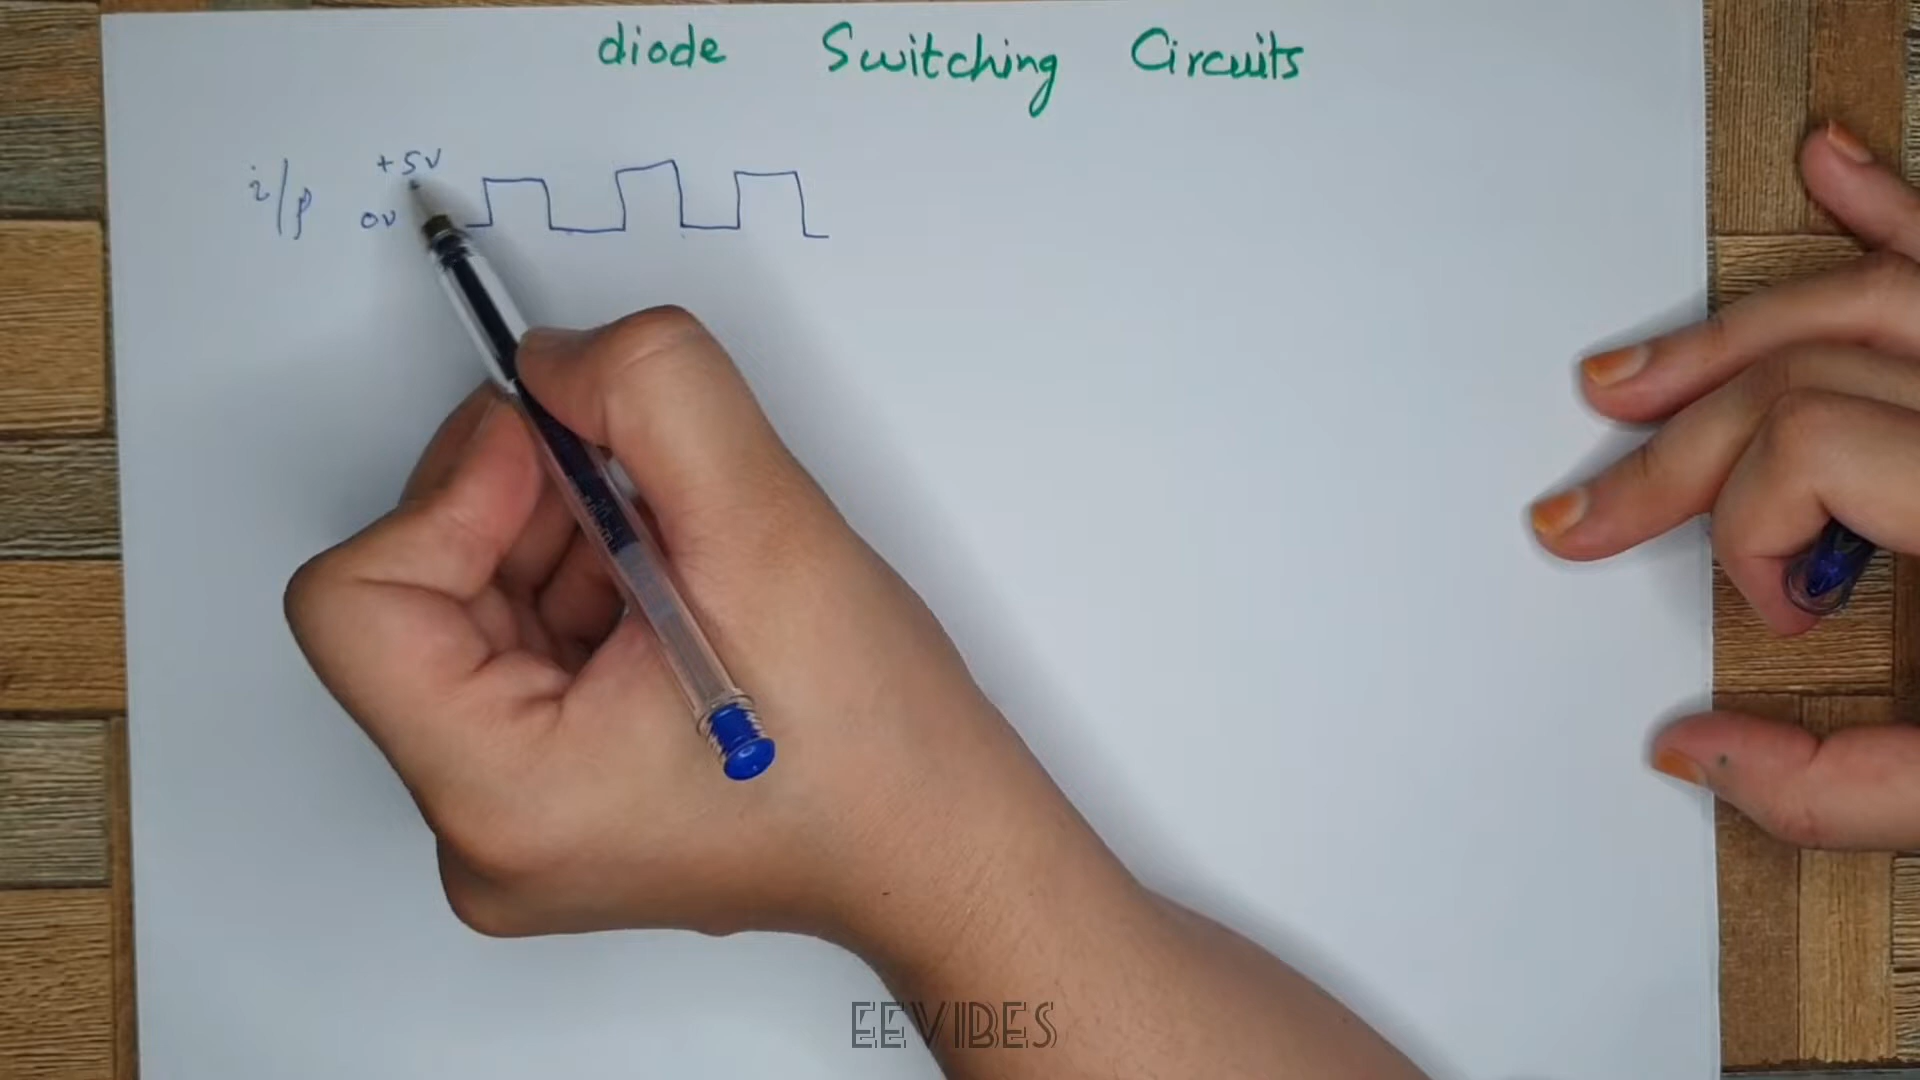 diode Switching Circuits
+5v
i/p
0v
EEVIBES